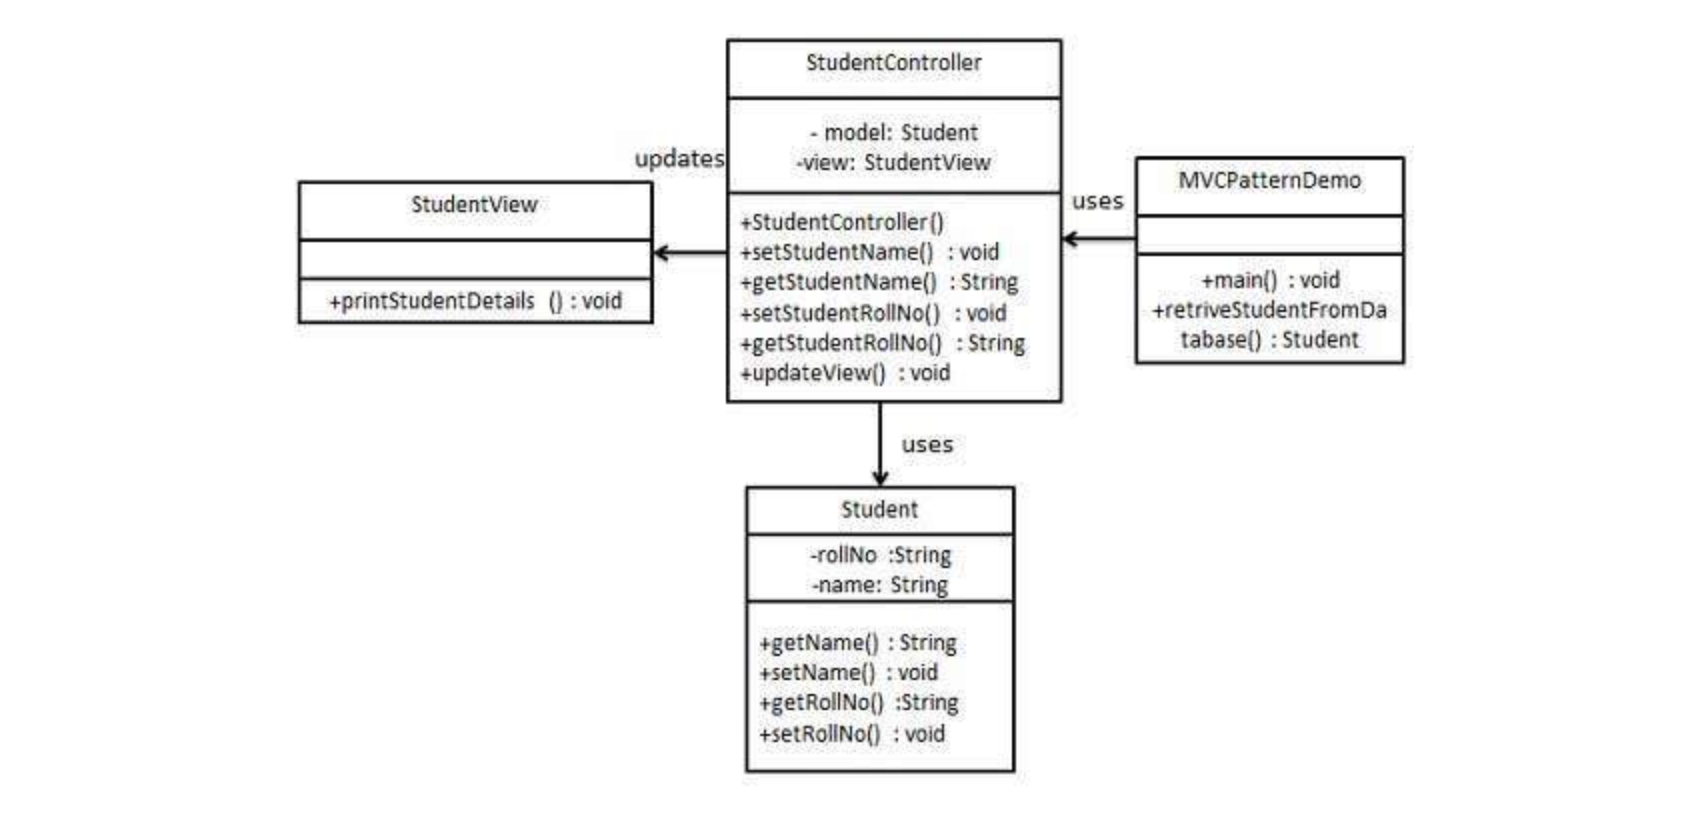 StudentController
- model: Student
-view: StudentView
+StudentController()
+setStudentName() : void
+getStudentName() : String
+setStudentRollNo() : void
+getStudentRollNo() : String
+updateView() : void
updates
StudentView
+printStudentDetails () : void
uses
MVCPatternDemo
+main() : void
+retriveStudentFromDa
tabase() : Student
uses
Student
-rollNo :String
-name: String
+getName() : String
+setName() : void
+getRollNo() :String
+setRollNo() : void